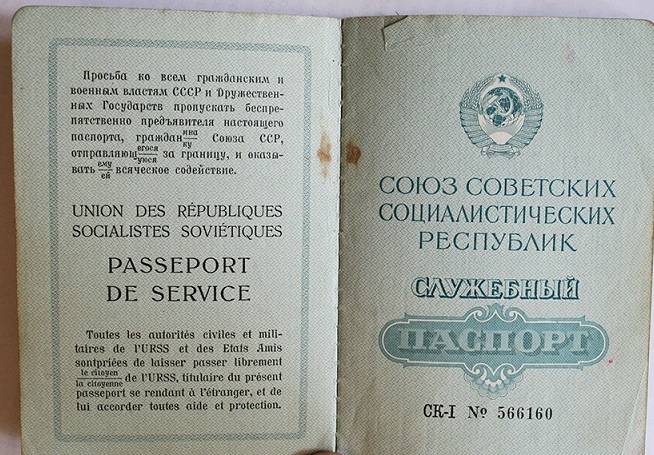 Просьба ко всем гражданским и
военным властям СССР и Дружествен-
ных Государств пропускать беспре-
пятственно предъявителя настоящего
паспорта, граждан ина/ку Союза ССР,
отправляющ егося/уюся за границу, и оказы-
вать ему/ей всяческое содействие.
UNION DES RÉPUBLIQUES
SOCIALISTES SOVIÉTIQUES
PASSEPORT
DE SERVICE
Toutes les autorités civiles et mili-
taires de l'URSS et des Etats Amis
sontpriées de laisser passer librement
le citoyen/la citoyenne de l'URSS, titulaire du présent
passeport se rendant à l'étranger, et de
lui accorder toutes aide et protection.
СОЮЗ СОВЕТСКИХ
СОЦИАЛИСТИЧЕСКИХ
РЕСПУБЛИК
СЛУЖЕБНЫЙ
ПАСПОРТ
СК-I № 566160